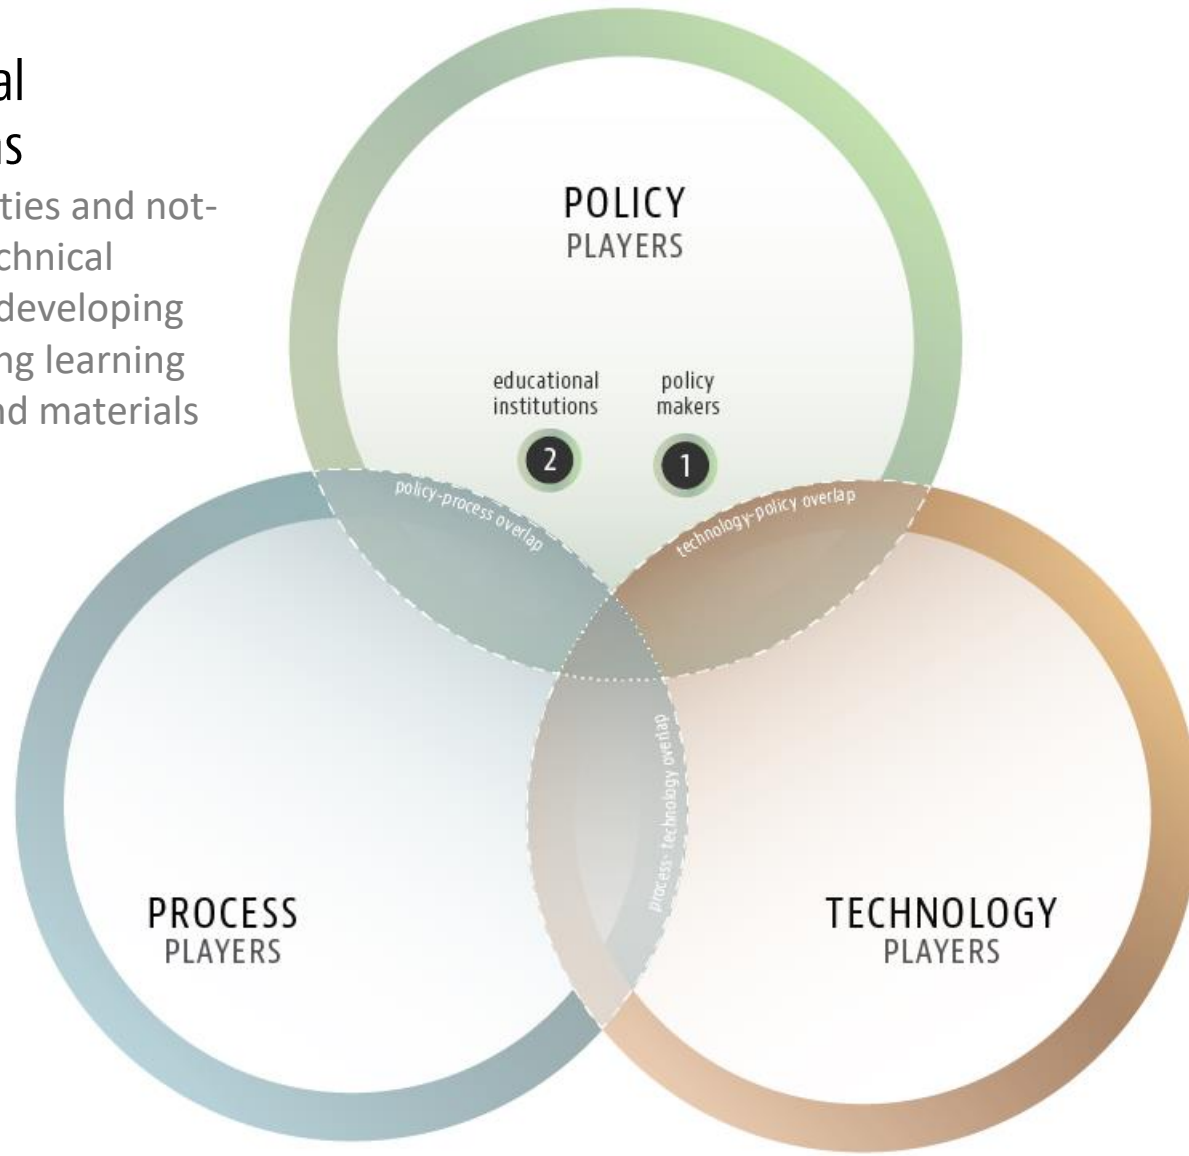 al
ns
ties and not-
chnical
developing
ng learning
nd materials
POLICY
PLAYERS
educational
institutions
policy
makers
2
1
policy-process overlap
technology-policy overlap
process- technology overlap
PROCESS
PLAYERS
TECHNOLOGY
PLAYERS